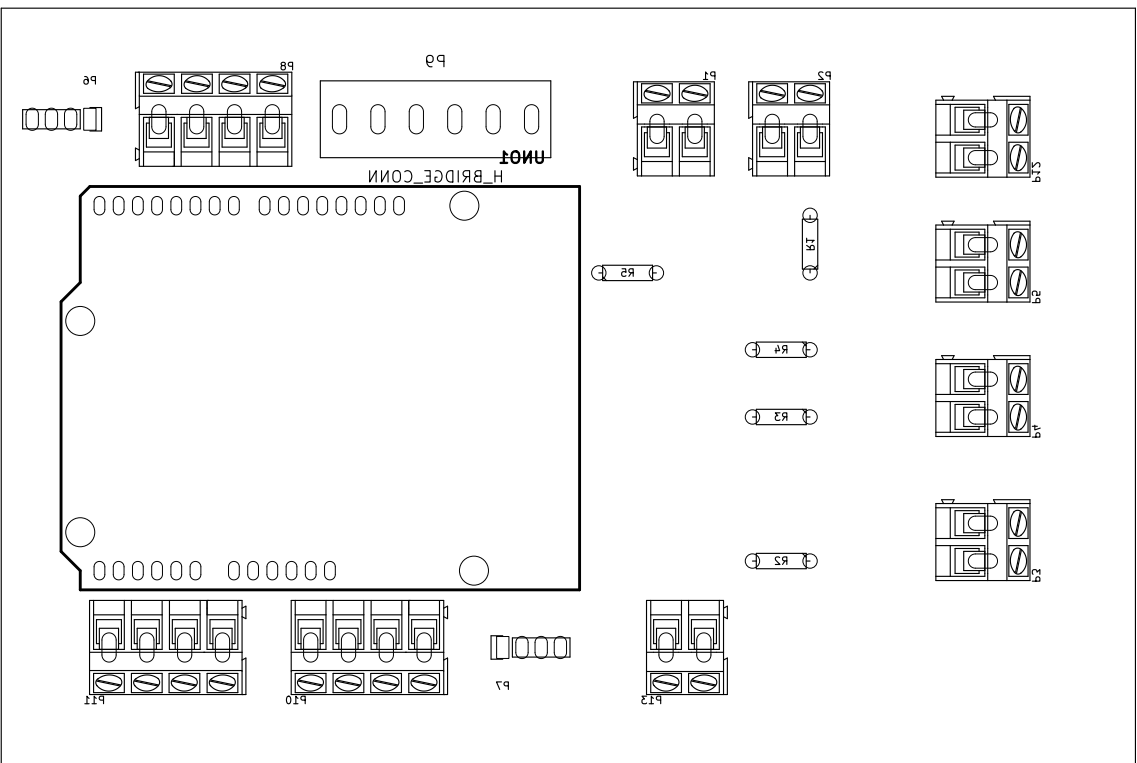 P9
P8
P6
P1
P2
UNO1
H_BRIDGE_CONN
P12
R1
R5
P5
R4
R3
P4
R2
P3
P7
P11
P10
P13